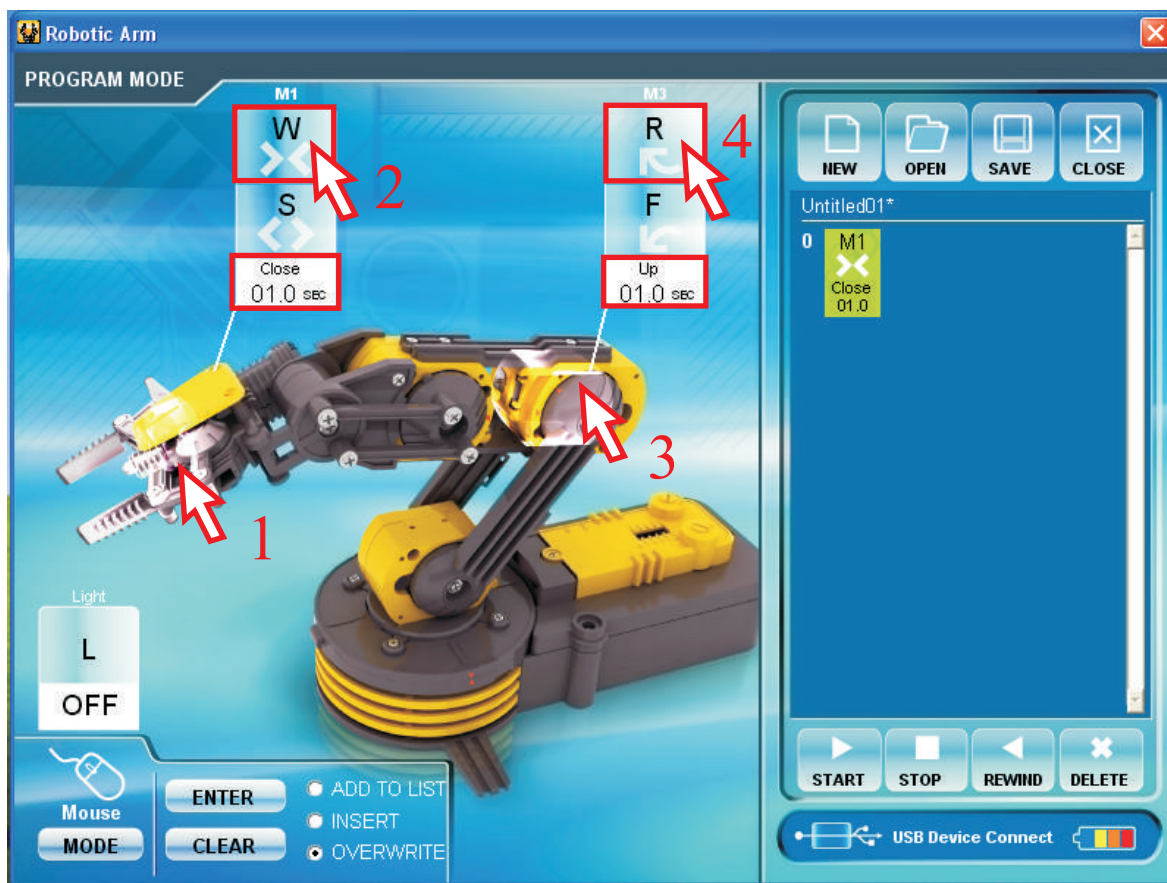 Robotic Arm
PROGRAM MODE
M1
W
S
Close
01.0 SEC
2
M3
R
F
Up
01.0 SEC
4
3
1
Light
L
OFF
Mouse
MODE
ENTER
CLEAR
ADD TO LIST
INSERT
OVERWRITE
NEW
OPEN
SAVE
CLOSE
Untitled01*
0
M1
Close
01.0
START
STOP
REWIND
DELETE
USB Device Connect